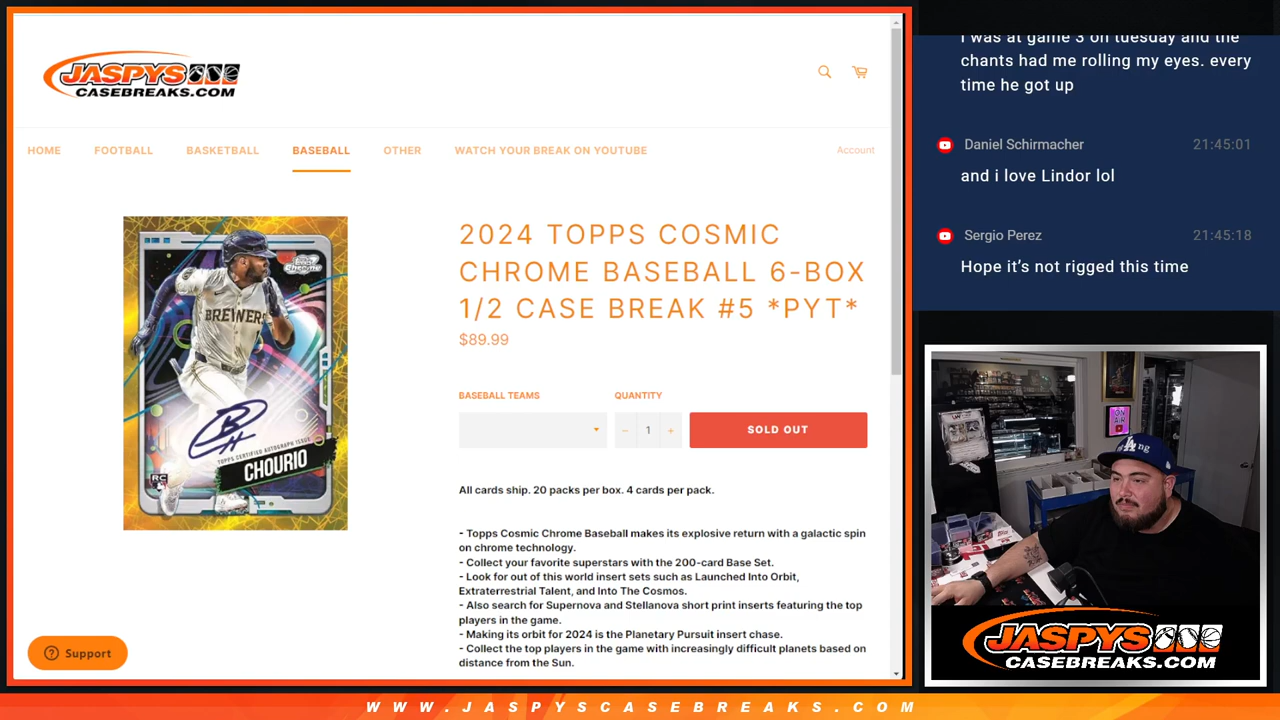 JASPYS
CASEBREAKS.COM
HOME FOOTBALL BASKETBALL BASEBALL OTHER WATCH YOUR BREAK ON YOUTUBE Account
BREWERS
TOPPS CERTIFIED AUTOGRAPH ISSUE
CHOURIO
RC
2024 TOPPS COSMIC
CHROME BASEBALL 6-BOX
1/2 CASE BREAK #5 *PYT*
$89.99
BASEBALL TEAMS QUANTITY
− 1 + SOLD OUT
All cards ship. 20 packs per box. 4 cards per pack.
- Topps Cosmic Chrome Baseball makes its explosive return with a galactic spin
on chrome technology.
- Collect your favorite superstars with the 200-card Base Set.
- Look for out of this world insert sets such as Launched Into Orbit,
Extraterrestrial Talent, and Into The Cosmos.
- Also search for Supernova and Stellanova short print inserts featuring the top
players in the game.
- Making its orbit for 2024 is the Planetary Pursuit insert chase.
- Collect the top players in the game with increasingly difficult planets based on
distance from the Sun.
Support
i was at game 3 on tuesday and the
chants had me rolling my eyes. every
time he got up
Daniel Schirmacher 21:45:01
and i love Lindor lol
Sergio Perez 21:45:18
Hope it’s not rigged this time
ON
AIR
LA
JASPYS
CASEBREAKS.COM
WWW.JASPYSCASEBREAKS.COM